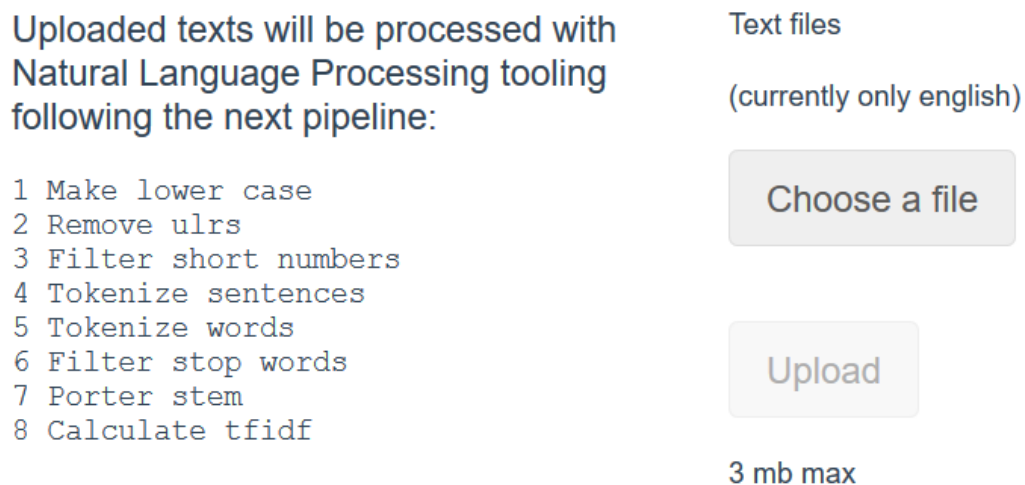 Uploaded texts will be processed with
Natural Language Processing tooling
following the next pipeline:
1 Make lower case
2 Remove ulrs
3 Filter short numbers
4 Tokenize sentences
5 Tokenize words
6 Filter stop words
7 Porter stem
8 Calculate tfidf
Text files
(currently only english)
Choose a file
Upload
3 mb max